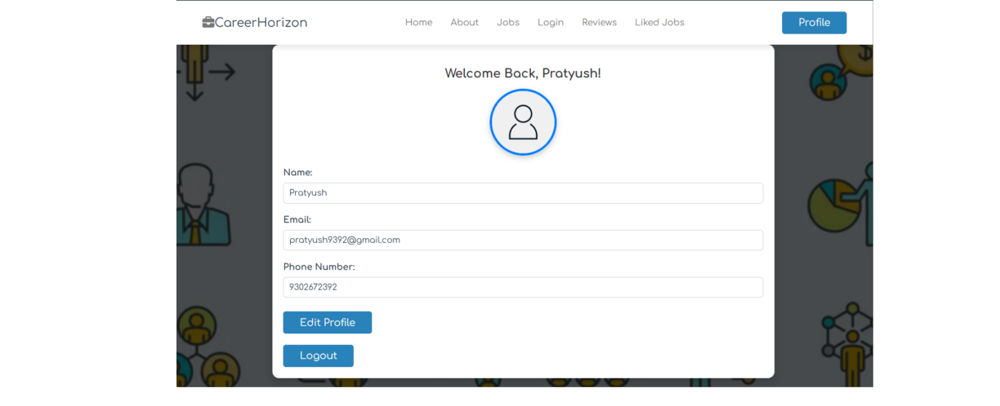 CareerHorizon Home About Jobs Login Reviews Liked Jobs Profile
Welcome Back, Pratyush!
Name:
Pratyush
Email:
pratyush9392@gmail.com
Phone Number:
9302672392
Edit Profile
Logout